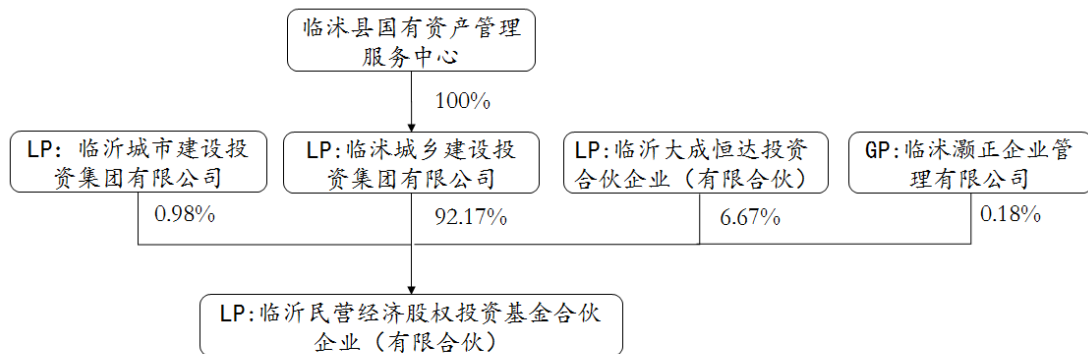 临沭县国有资产管理
服务中心
100%
LP: 临沂城市建设投
资集团有限公司
LP:临沭城乡建设投
资集团有限公司
LP:临沂大成恒达投资
合伙企业（有限合伙）
GP:临沭灏正企业管
理有限公司
0.98%
92.17%
6.67%
0.18%
LP:临沂民营经济股权投资基金合伙
企业（有限合伙）